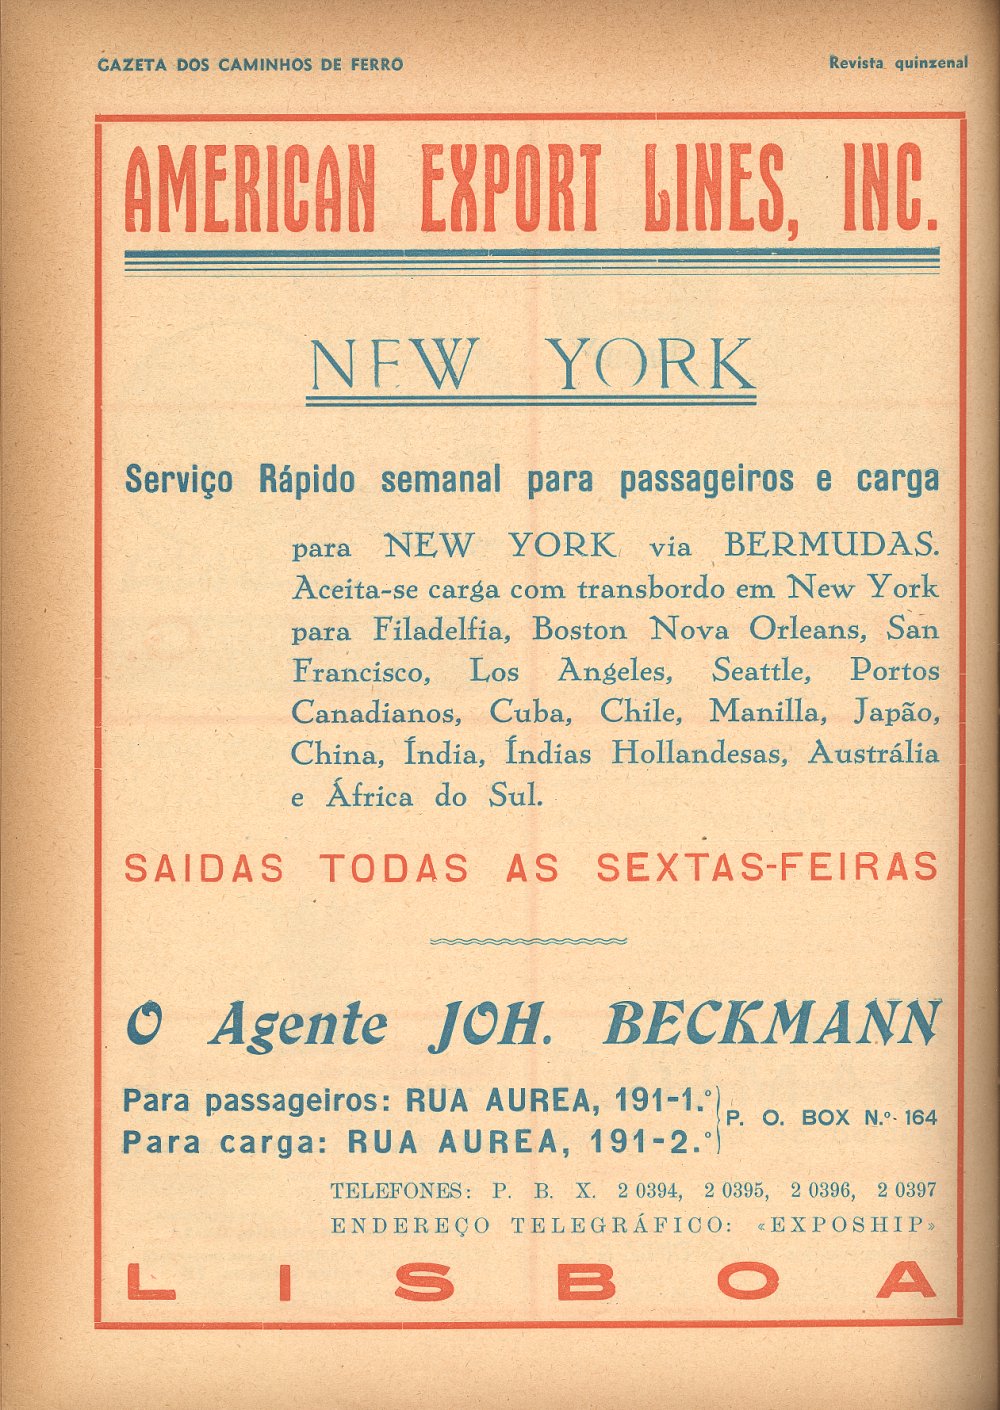 GAZETA DOS CAMINHOS DE FERRO
Revista quinzenal
AMERICAN EXPORT LINES, INC.
NEW YORK
Serviço Rápido semanal para passageiros e carga
para NEW YORK via BERMUDAS.
Aceita-se carga com transbordo em New York
para Filadelfia, Boston Nova Orleans, San
Francisco, Los Angeles, Seattle, Portos
Canadianos, Cuba, Chile, Manilla, Japão,
China, Índia, Índias Hollandesas, Austrália
e África do Sul.
SAIDAS TODAS AS SEXTAS-FEIRAS
O Agente JOH. BECKMANN
Para passageiros: RUA AUREA, 191-1.º
Para carga: RUA AUREA, 191-2.º
P. O. BOX N.º 164
TELEFONES: P. B. X. 2 0394, 2 0395, 2 0396, 2 0397
ENDEREÇO TELEGRÁFICO: «EXPOSHIP»
LISBOA